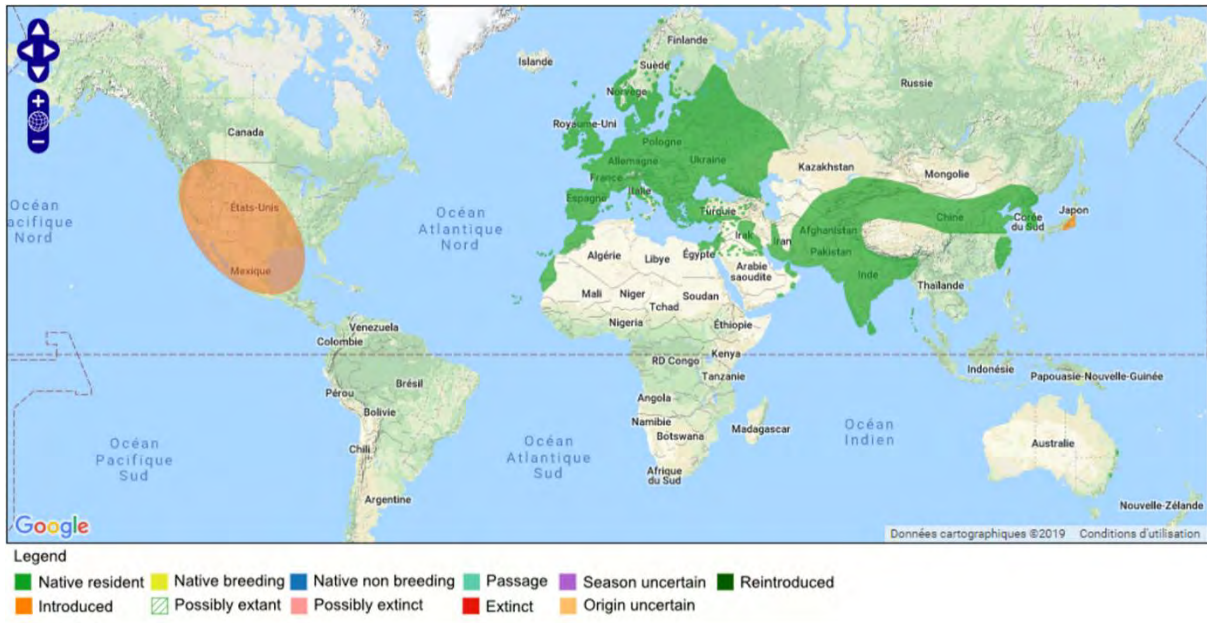 Islande
Finlande
Suède
Norvège
Russie
Royaume-Uni
Canada
Pologne
Allemagne
Ukraine
Kazakhstan
Mongolie
France
Italie
Espagne
Turquie
États-Unis
Océan
acifique
Nord
Océan
Atlantique
Nord
Chine
Corée
du Sud
Japon
Afghanistan
Irak
Iran
Pakistan
Algérie
Libye
Égypte
Arabie
saoudite
Inde
Mexique
Mali
Niger
Tchad
Soudan
Thaïlande
Nigeria
Éthiopie
Venezuela
Colombie
RD Congo
Kenya
Tanzanie
Indonésie
Papouasie-Nouvelle-Guinée
Brésil
Pérou
Bolivie
Angola
Namibie
Botswana
Madagascar
Océan
Indien
Australie
Océan
Pacifique
Sud
Chili
Océan
Atlantique
Sud
Afrique
du Sud
Argentine
Nouvelle-Zélande
Google
Données cartographiques ©2019 Conditions d'utilisation
Legend
Native resident Native breeding Native non breeding Passage Season uncertain Reintroduced
Introduced Possibly extant Possibly extinct Extinct Origin uncertain